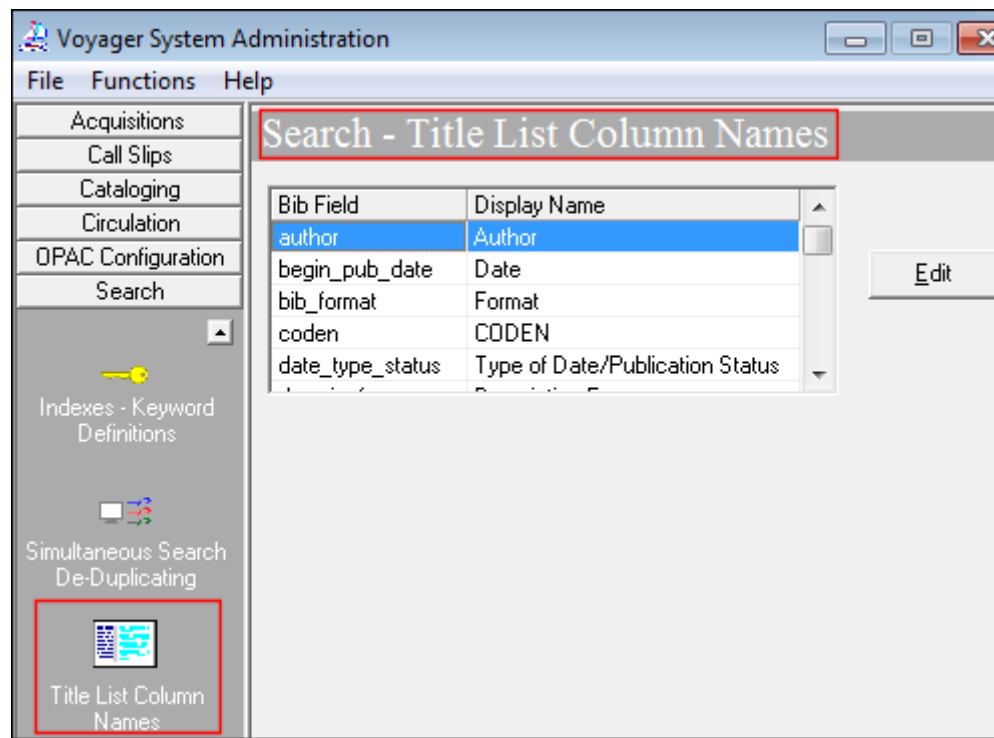 Voyager System Administration
File Functions Help
Acquisitions
Call Slips
Cataloging
Circulation
OPAC Configuration
Search
Indexes - Keyword
Definitions
Simultaneous Search
De-Duplicating
Title List Column
Names
Search - Title List Column Names
Bib Field Display Name
author Author
begin_pub_date Date
bib_format Format
coden CODEN
date_type_status Type of Date/Publication Status
Edit